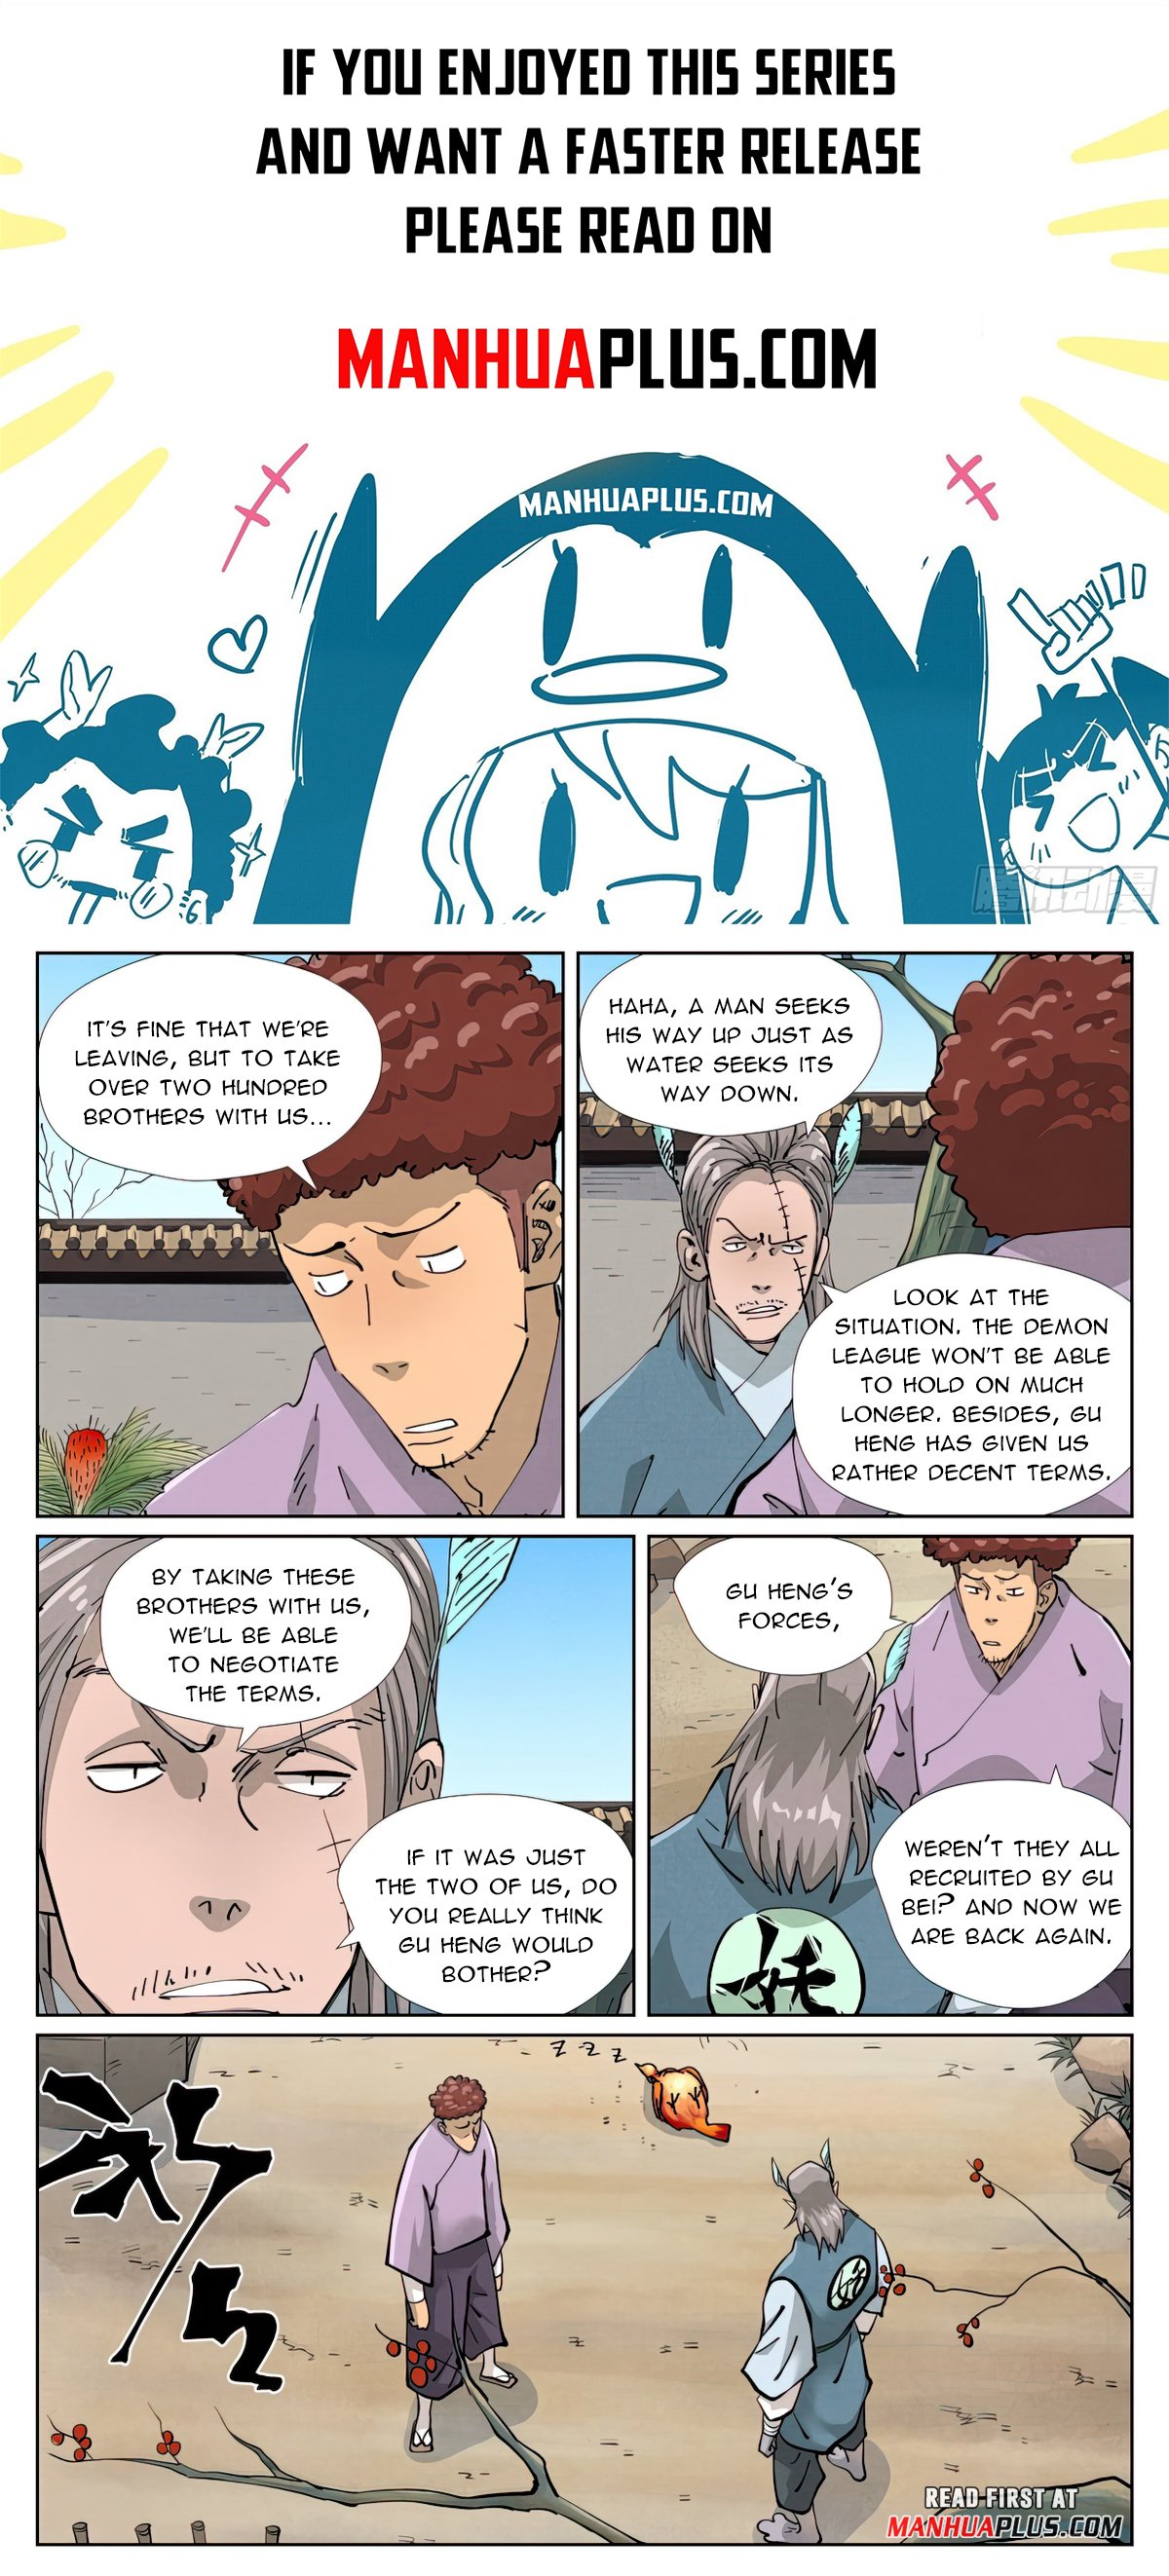 IF YOU ENJOYED THIS SERIES
AND WANT A FASTER RELEASE
PLEASE READ ON
MANHUAPLUS.COM
MANHUAPLUS.COM
腾讯动漫
IT'S FINE THAT WE'RE
LEAVING, BUT TO TAKE
OVER TWO HUNDRED
BROTHERS WITH US...
HAHA, A MAN SEEKS
HIS WAY UP JUST AS
WATER SEEKS ITS
WAY DOWN.
LOOK AT THE
SITUATION. THE DEMON
LEAGUE WON'T BE ABLE
TO HOLD ON MUCH
LONGER. BESIDES, GU
HENG HAS GIVEN US
RATHER DECENT TERMS.
BY TAKING THESE
BROTHERS WITH US,
WE'LL BE ABLE
TO NEGOTIATE
THE TERMS.
IF IT WAS JUST
THE TWO OF US, DO
YOU REALLY THINK
GU HENG WOULD
BOTHER?
GU HENG'S
FORCES,
WEREN'T THEY ALL
RECRUITED BY GU
BEI? AND NOW WE
ARE BACK AGAIN.
妖
z z z
妖
READ FIRST AT
MANHUAPLUS.COM